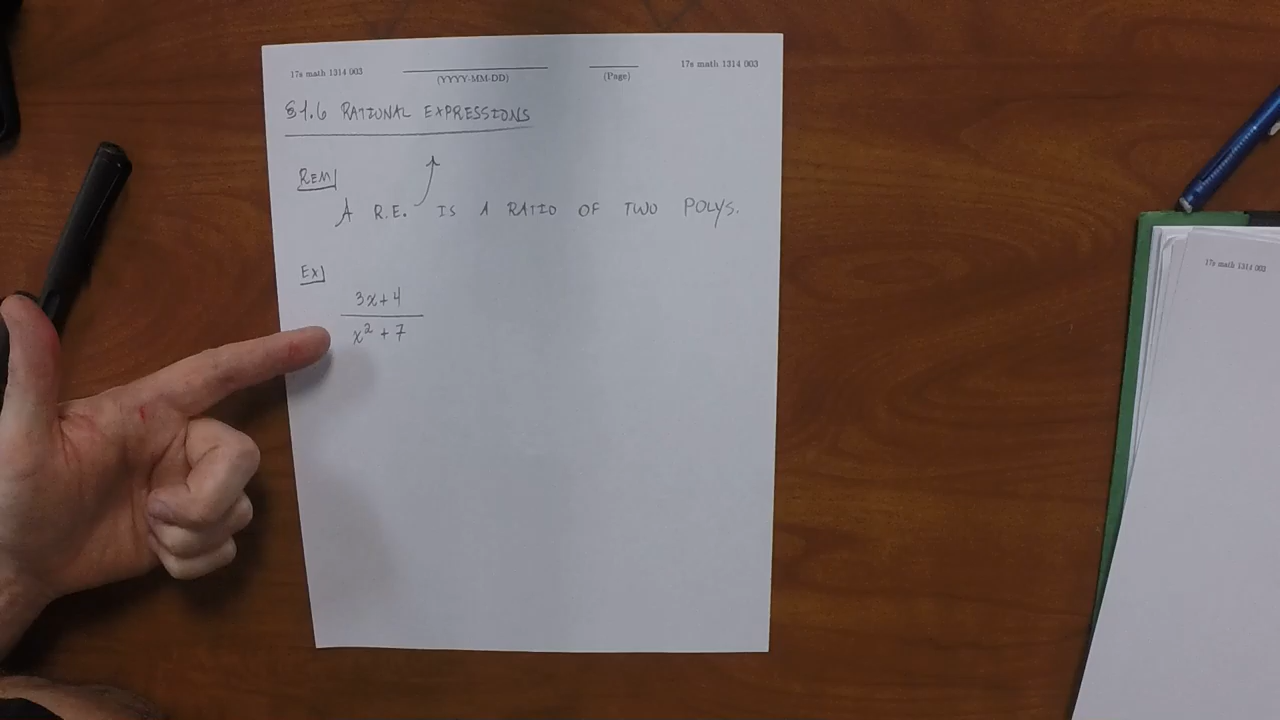 17s math 1314 003
(YYYY-MM-DD)
(Page)
17s math 1314 003
§1.6 RATIONAL EXPRESSIONS
REM
A R.E. IS A RATIO OF TWO POLYS.
EX
3x+4
x² + 7
17s math 1314 003